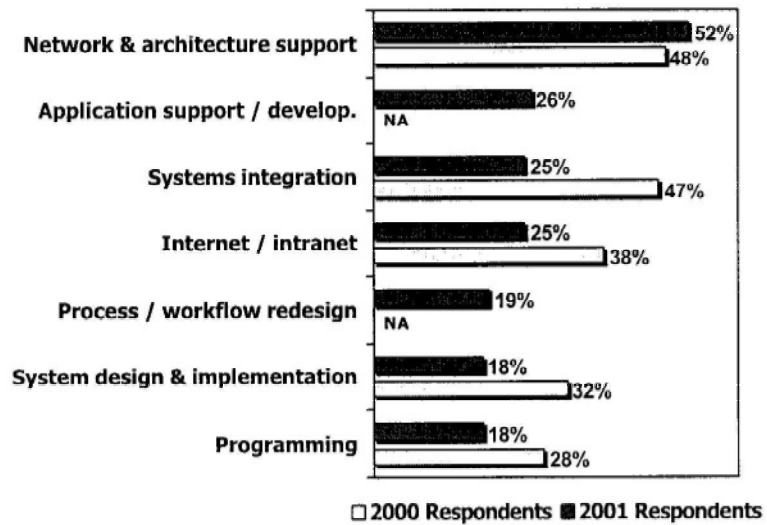 52%
Network & architecture support
48%
26%
Application support / develop.
NA
25%
Systems integration
47%
25%
Internet / intranet
38%
19%
Process / workflow redesign
NA
18%
System design & implementation
32%
18%
Programming
28%
2000 Respondents 2001 Respondents